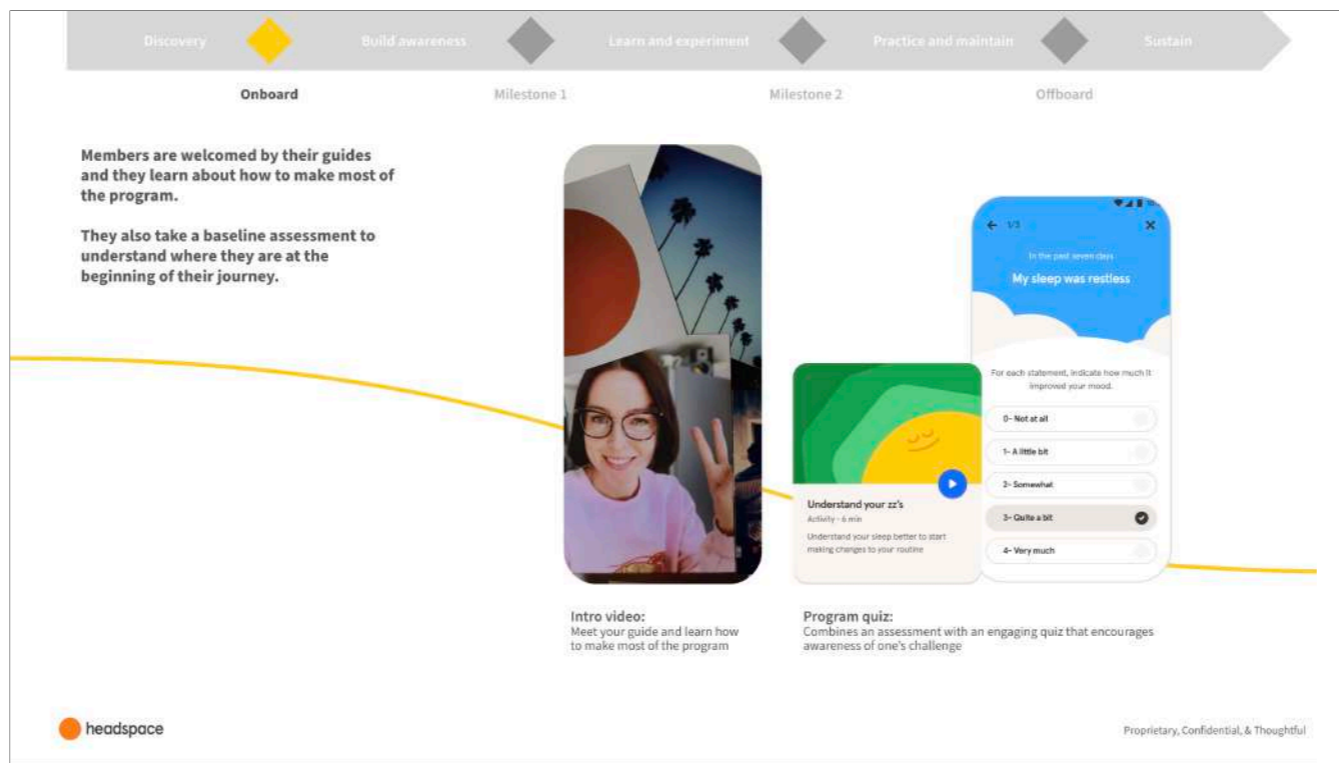 Discovery
Build awareness
Learn and experiment
Practice and maintain
Sustain
Onboard
Milestone 1
Milestone 2
Offboard
Members are welcomed by their guides
and they learn about how to make most of
the program.
They also take a baseline assessment to
understand where they are at the
beginning of their journey.
1/3
In the past seven days
My sleep was restless
For each statement, indicate how much it
improved your mood.
0- Not at all
1- A little bit
2- Somewhat
3- Quite a bit
4- Very much
Understand your zz's
Activity • 6 min
Understand your sleep better to start
making changes to your routine
Intro video:
Meet your guide and learn how
to make most of the program
Program quiz:
Combines an assessment with an engaging quiz that encourages
awareness of one's challenge
headspace
Proprietary, Confidential, & Thoughtful